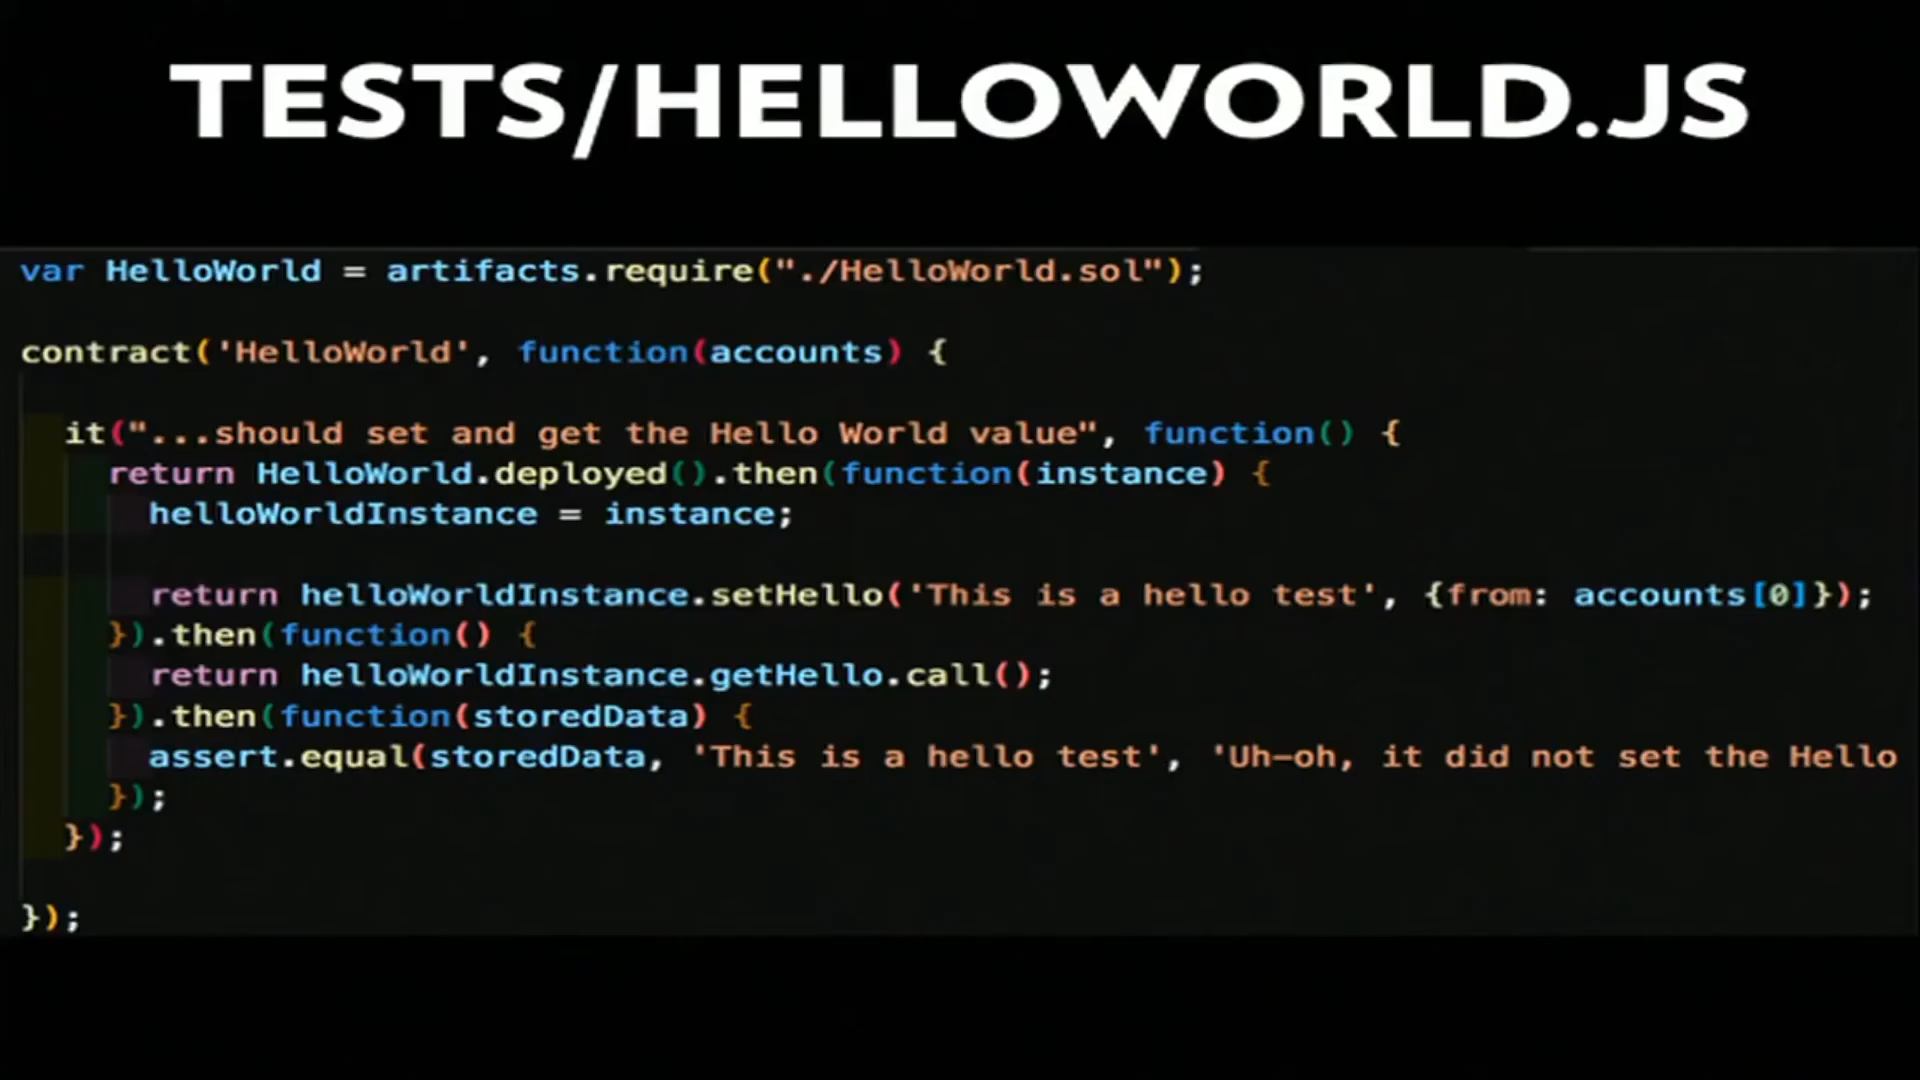 TESTS/HELLOWORLD.JS
var HelloWorld = artifacts.require("./HelloWorld.sol");
contract('HelloWorld', function(accounts) {
it("...should set and get the Hello World value", function() {
return HelloWorld.deployed().then(function(instance) {
helloWorldInstance = instance;
return helloWorldInstance.setHello('This is a hello test', {from: accounts[0]});
}).then(function() {
return helloWorldInstance.getHello.call();
}).then(function(storedData) {
assert.equal(storedData, 'This is a hello test', 'Uh-oh, it did not set the Hello
});
});
});